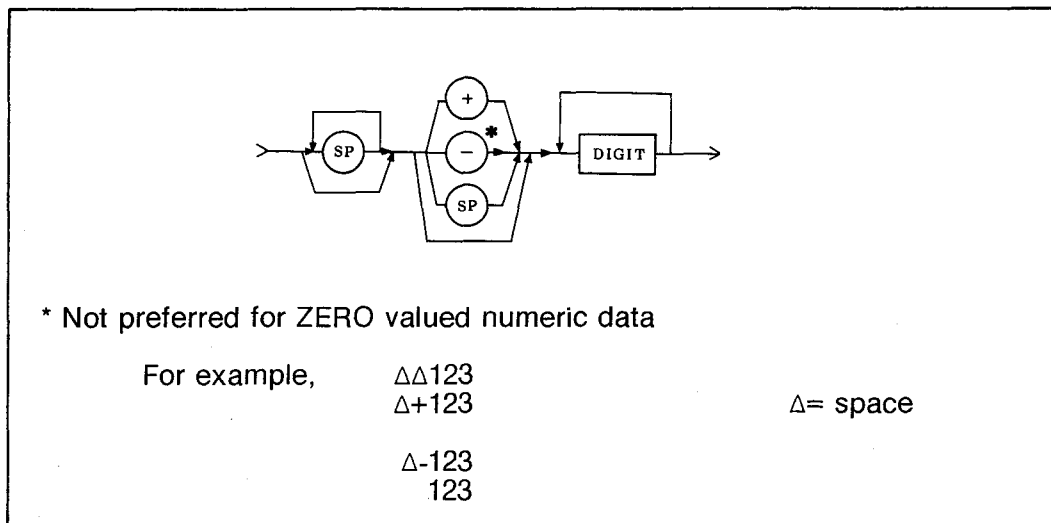 +
*
SP
−
DIGIT
SP
* Not preferred for ZERO valued numeric data
For example, ΔΔ123
Δ+123 Δ= space
Δ-123
123